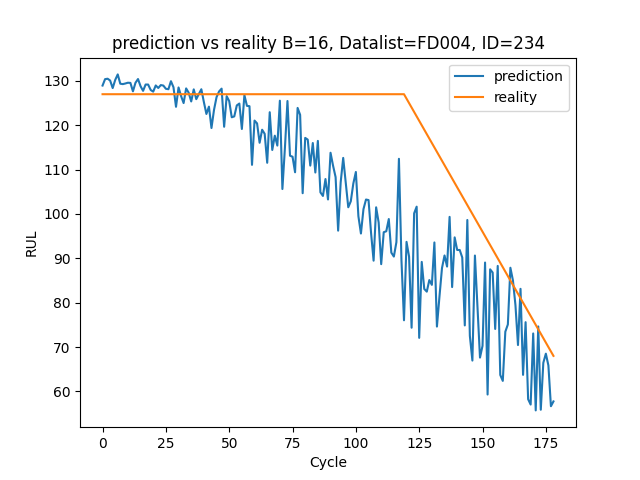 prediction vs reality B=16, Datalist=FD004, ID=234
prediction
reality
130
120
110
100
90
80
70
60
RUL
0 25 50 75 100 125 150 175
Cycle